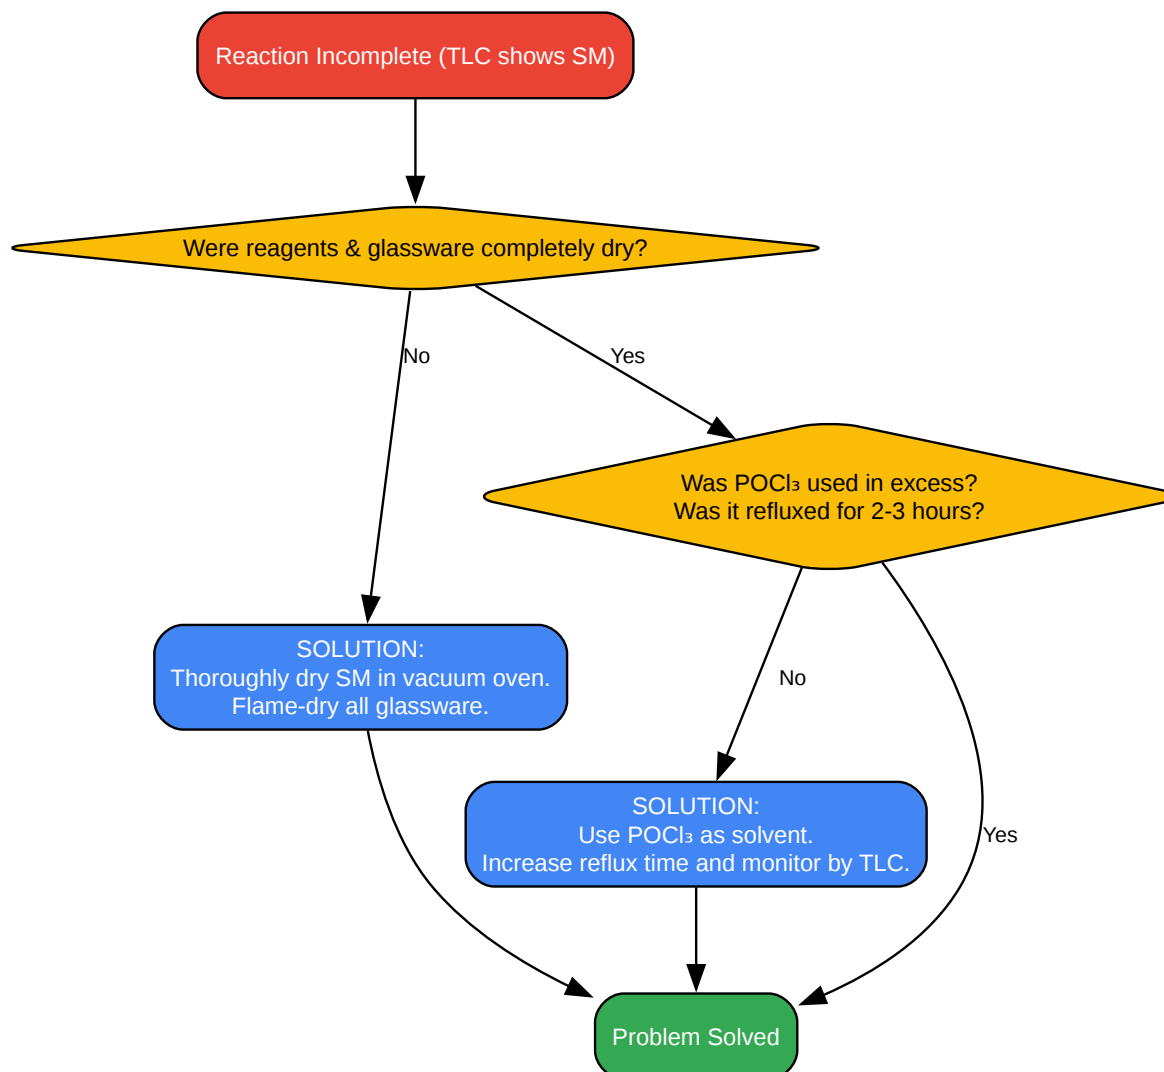 Reaction Incomplete (TLC shows SM)
Were reagents & glassware completely dry?
No
Yes
Was POCl₃ used in excess?
Was it refluxed for 2-3 hours?
SOLUTION:
Thoroughly dry SM in vacuum oven.
Flame-dry all glassware.
No
SOLUTION:
Use POCl₃ as solvent.
Increase reflux time and monitor by TLC.
Yes
Problem Solved